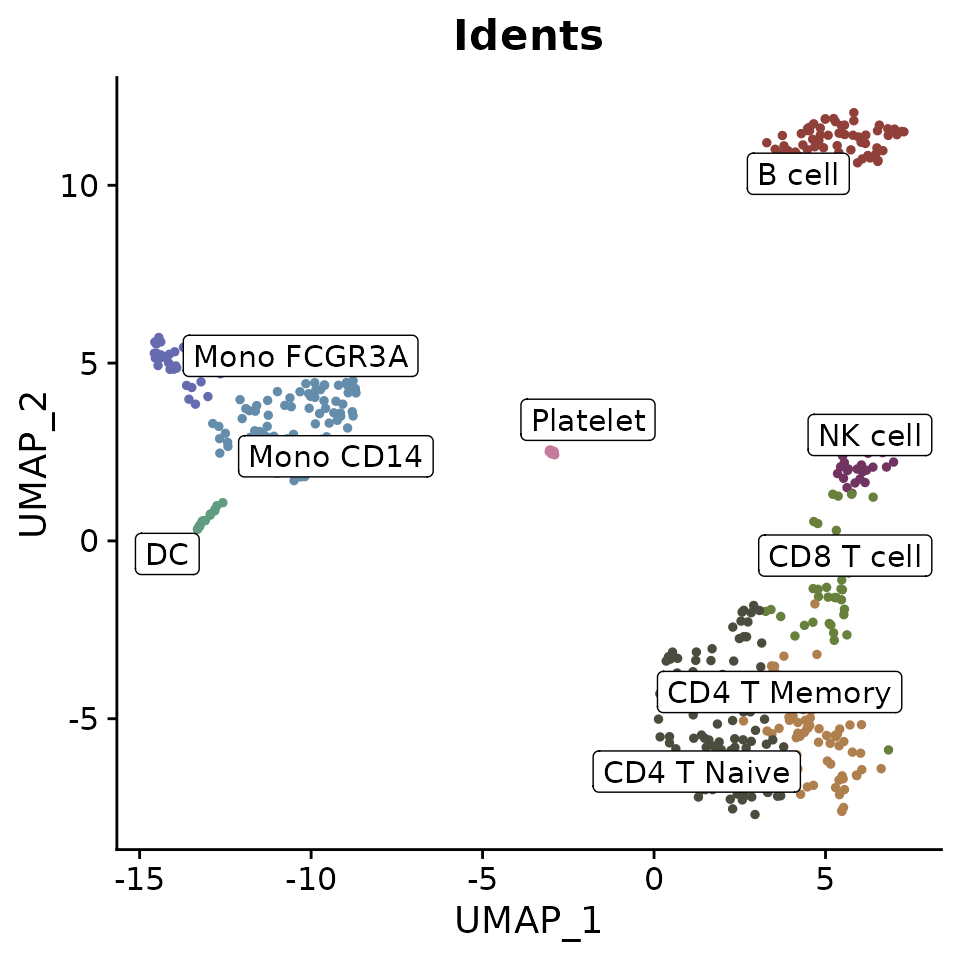 Idents
UMAP_2
10
5
0
-5
B cell
Mono FCGR3A
Platelet
NK cell
Mono CD14
DC
CD8 T cell
CD4 T Memory
CD4 T Naive
-15
-10
-5
0
5
UMAP_1